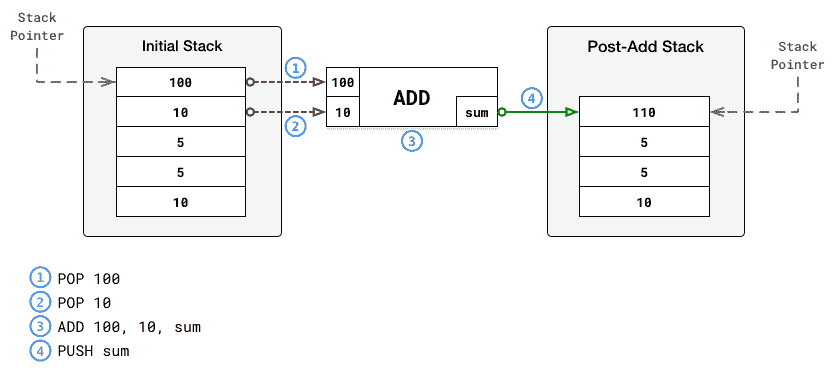 Stack
Pointer
Initial Stack
100
10
5
5
10
1
2
100
10
ADD
sum
3
4
Post-Add Stack
110
5
5
10
Stack
Pointer
1 POP 100
2 POP 10
3 ADD 100, 10, sum
4 PUSH sum